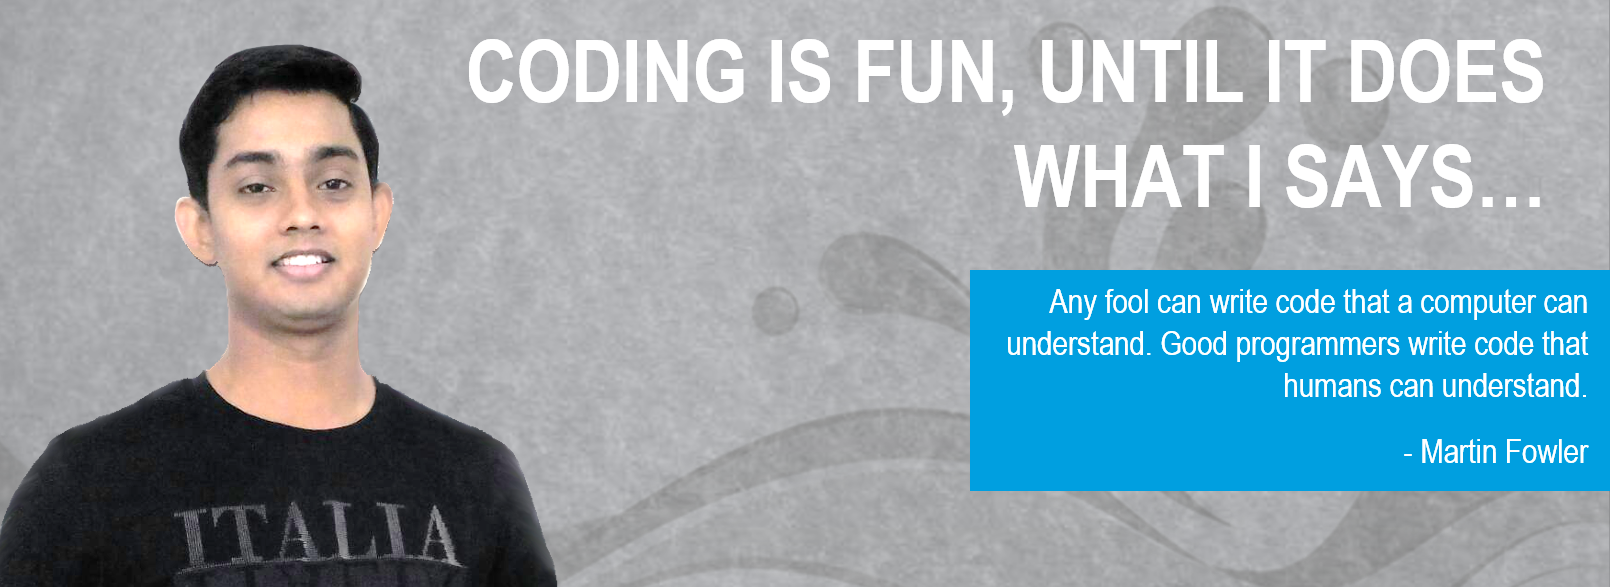 CODING IS FUN, UNTIL IT DOES
WHAT I SAYS...
Any fool can write code that a computer can
understand. Good programmers write code that
humans can understand.
- Martin Fowler
ITALIA